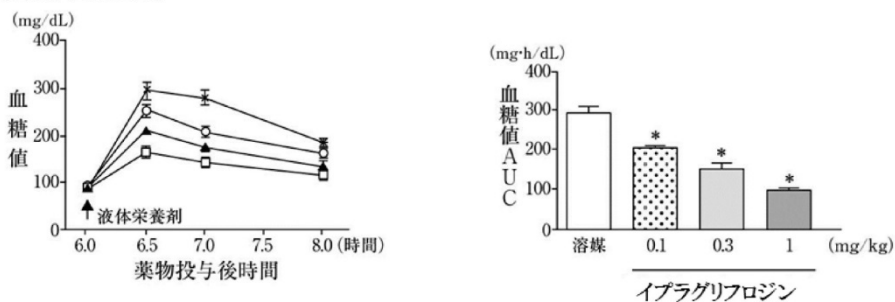 (mg/dL)
400
300
200
100
0
血糖値
液体栄養剤
6.0 6.5 7.0 7.5 8.0 (時間)
薬物投与後時間
(mg·h/dL)
400
300
200
100
0
血糖値AUC
* * *
溶媒 0.1 0.3 1 (mg/kg)
イプラグリフロジン